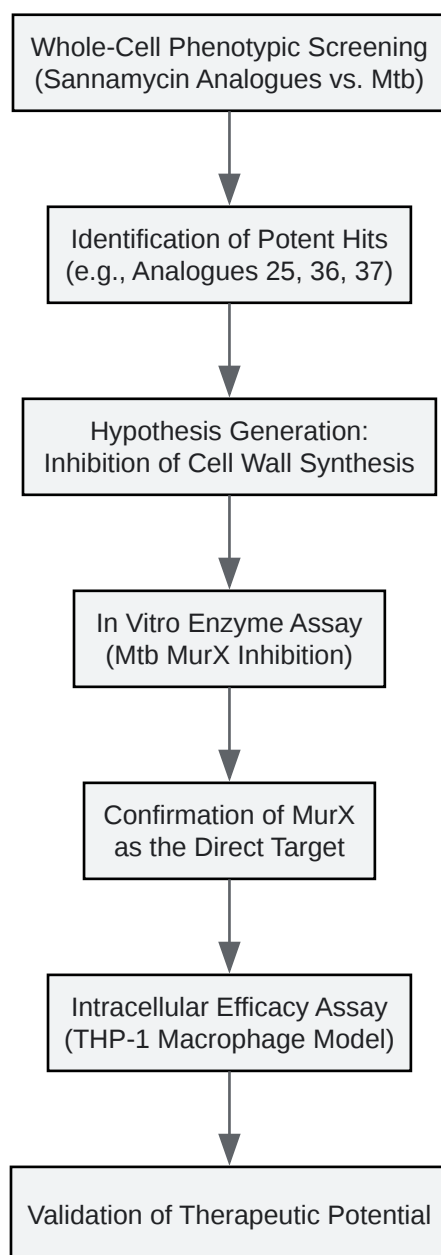 Whole-Cell Phenotypic Screening
(Sannamycin Analogues vs. Mtb)
Identification of Potent Hits
(e.g., Analogues 25, 36, 37)
Hypothesis Generation:
Inhibition of Cell Wall Synthesis
In Vitro Enzyme Assay
(Mtb MurX Inhibition)
Confirmation of MurX
as the Direct Target
Intracellular Efficacy Assay
(THP-1 Macrophage Model)
Validation of Therapeutic Potential